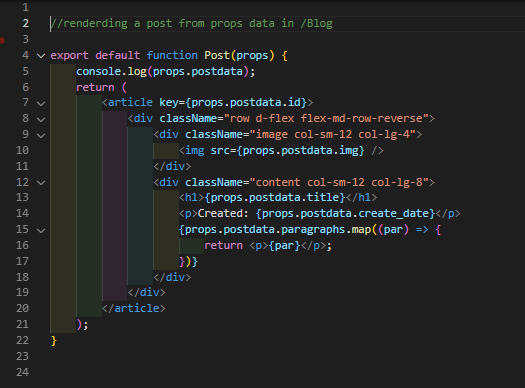 1
2 //renderding a post from props data in /Blog
3
4 export default function Post(props) {
5 console.log(props.postdata);
6 return (
7 <article key={props.postdata.id}>
8 <div className="row d-flex flex-md-row-reverse">
9 <div className="image col-sm-12 col-lg-4">
10 <img src={props.postdata.img} />
11 </div>
12 <div className="content col-sm-12 col-lg-8">
13 <h1>{props.postdata.title}</h1>
14 <p>Created: {props.postdata.create_date}</p>
15 {props.postdata.paragraphs.map((par) => {
16 return <p>{par}</p>;
17 })}
18 </div>
19 </div>
20 </article>
21 );
22 }
23
24